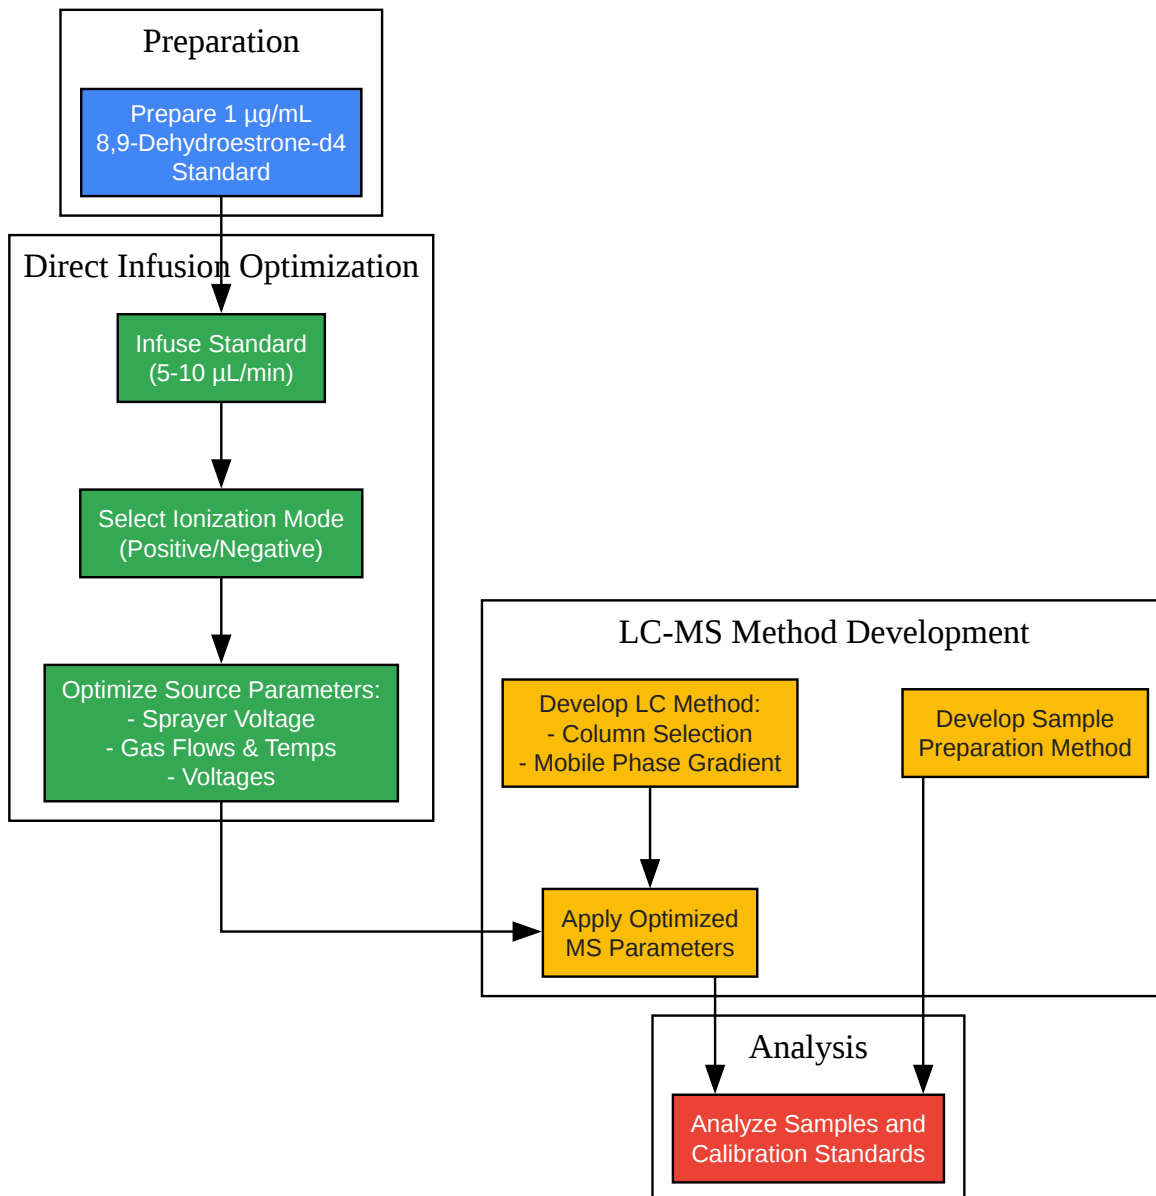 Preparation
Prepare 1 µg/mL
8,9-Dehydroestrone-d4
Standard
Direct Infusion Optimization
Infuse Standard
(5-10 µL/min)
Select Ionization Mode
(Positive/Negative)
Optimize Source Parameters:
- Sprayer Voltage
- Gas Flows & Temps
- Voltages
LC-MS Method Development
Develop LC Method:
- Column Selection
- Mobile Phase Gradient
Develop Sample
Preparation Method
Apply Optimized
MS Parameters
Analysis
Analyze Samples and
Calibration Standards